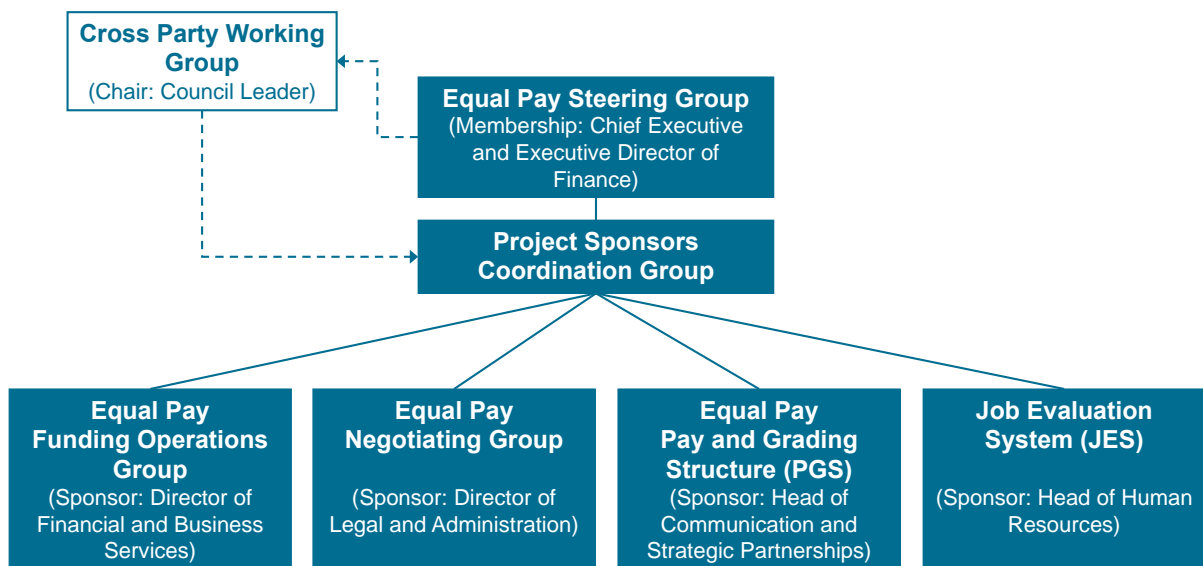 Cross Party Working
Group
(Chair: Council Leader)
Equal Pay Steering Group
(Membership: Chief Executive
and Executive Director of
Finance)
Project Sponsors
Coordination Group
Equal Pay
Funding Operations
Group
(Sponsor: Director of
Financial and Business
Services)
Equal Pay
Negotiating Group
(Sponsor: Director of
Legal and Administration)
Equal Pay
Pay and Grading
Structure (PGS)
(Sponsor: Head of
Communication and
Strategic Partnerships)
Job Evaluation
System (JES)
(Sponsor: Head of Human
Resources)